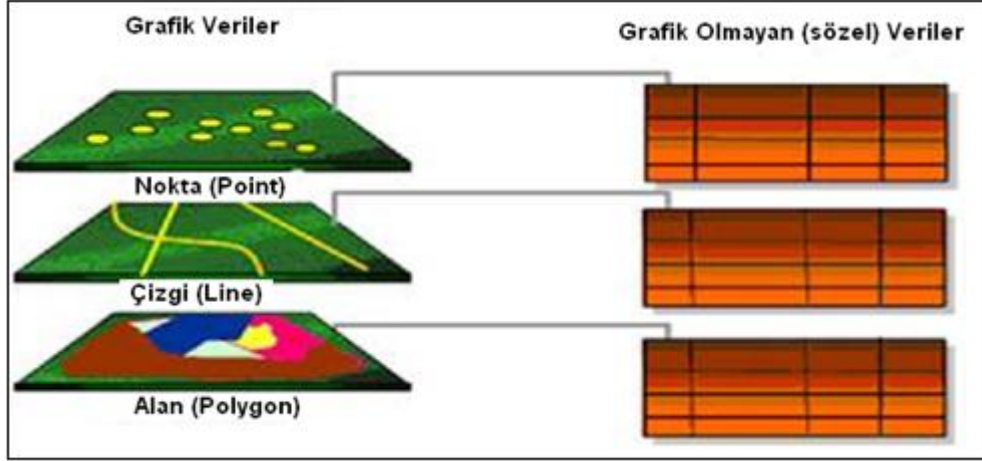 Grafik Veriler
Grafik Olmayan (sözel) Veriler
Nokta (Point)
Çizgi (Line)
Alan (Polygon)